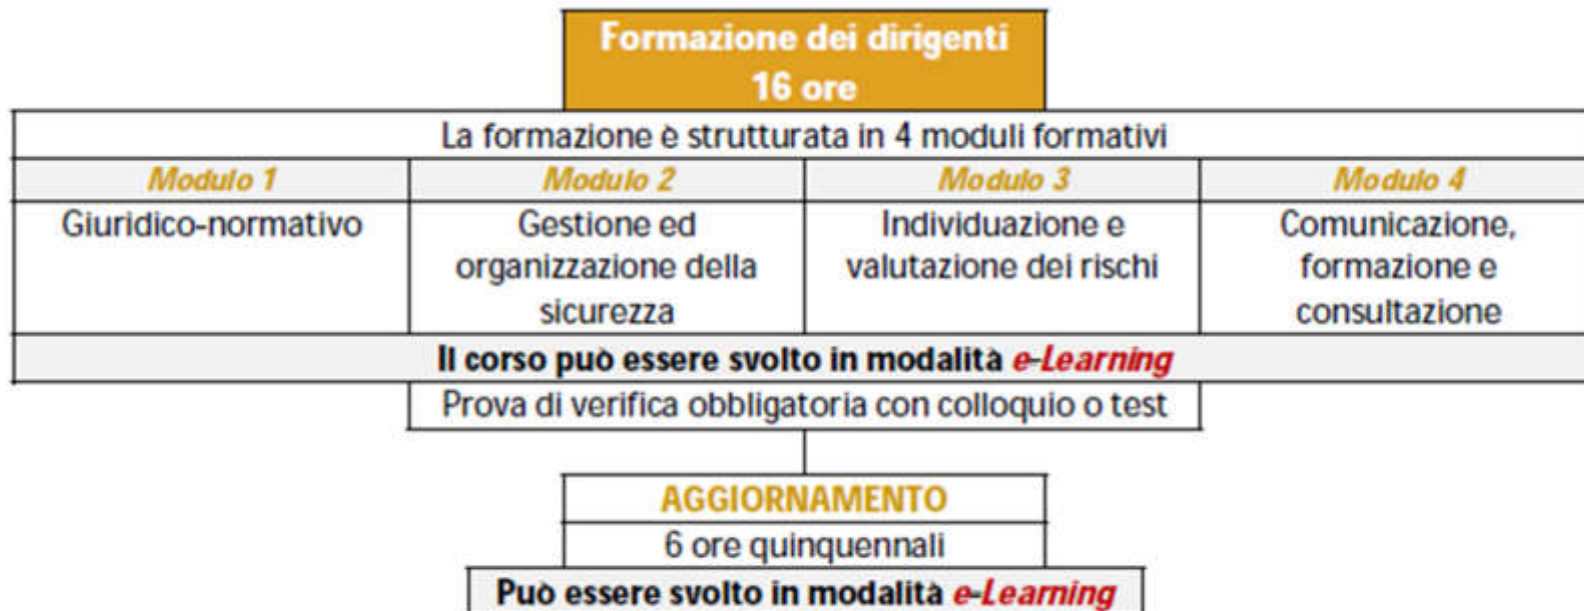 Formazione dei dirigenti
16 ore
La formazione è strutturata in 4 moduli formativi
Modulo 1
Modulo 2
Modulo 3
Modulo 4
Giuridico-normativo
Gestione ed
organizzazione della
sicurezza
Individuazione e
valutazione dei rischi
Comunicazione,
formazione e
consultazione
Il corso può essere svolto in modalità e-Learning
Prova di verifica obbligatoria con colloquio o test
AGGIORNAMENTO
6 ore quinquennali
Può essere svolto in modalità e-Learning